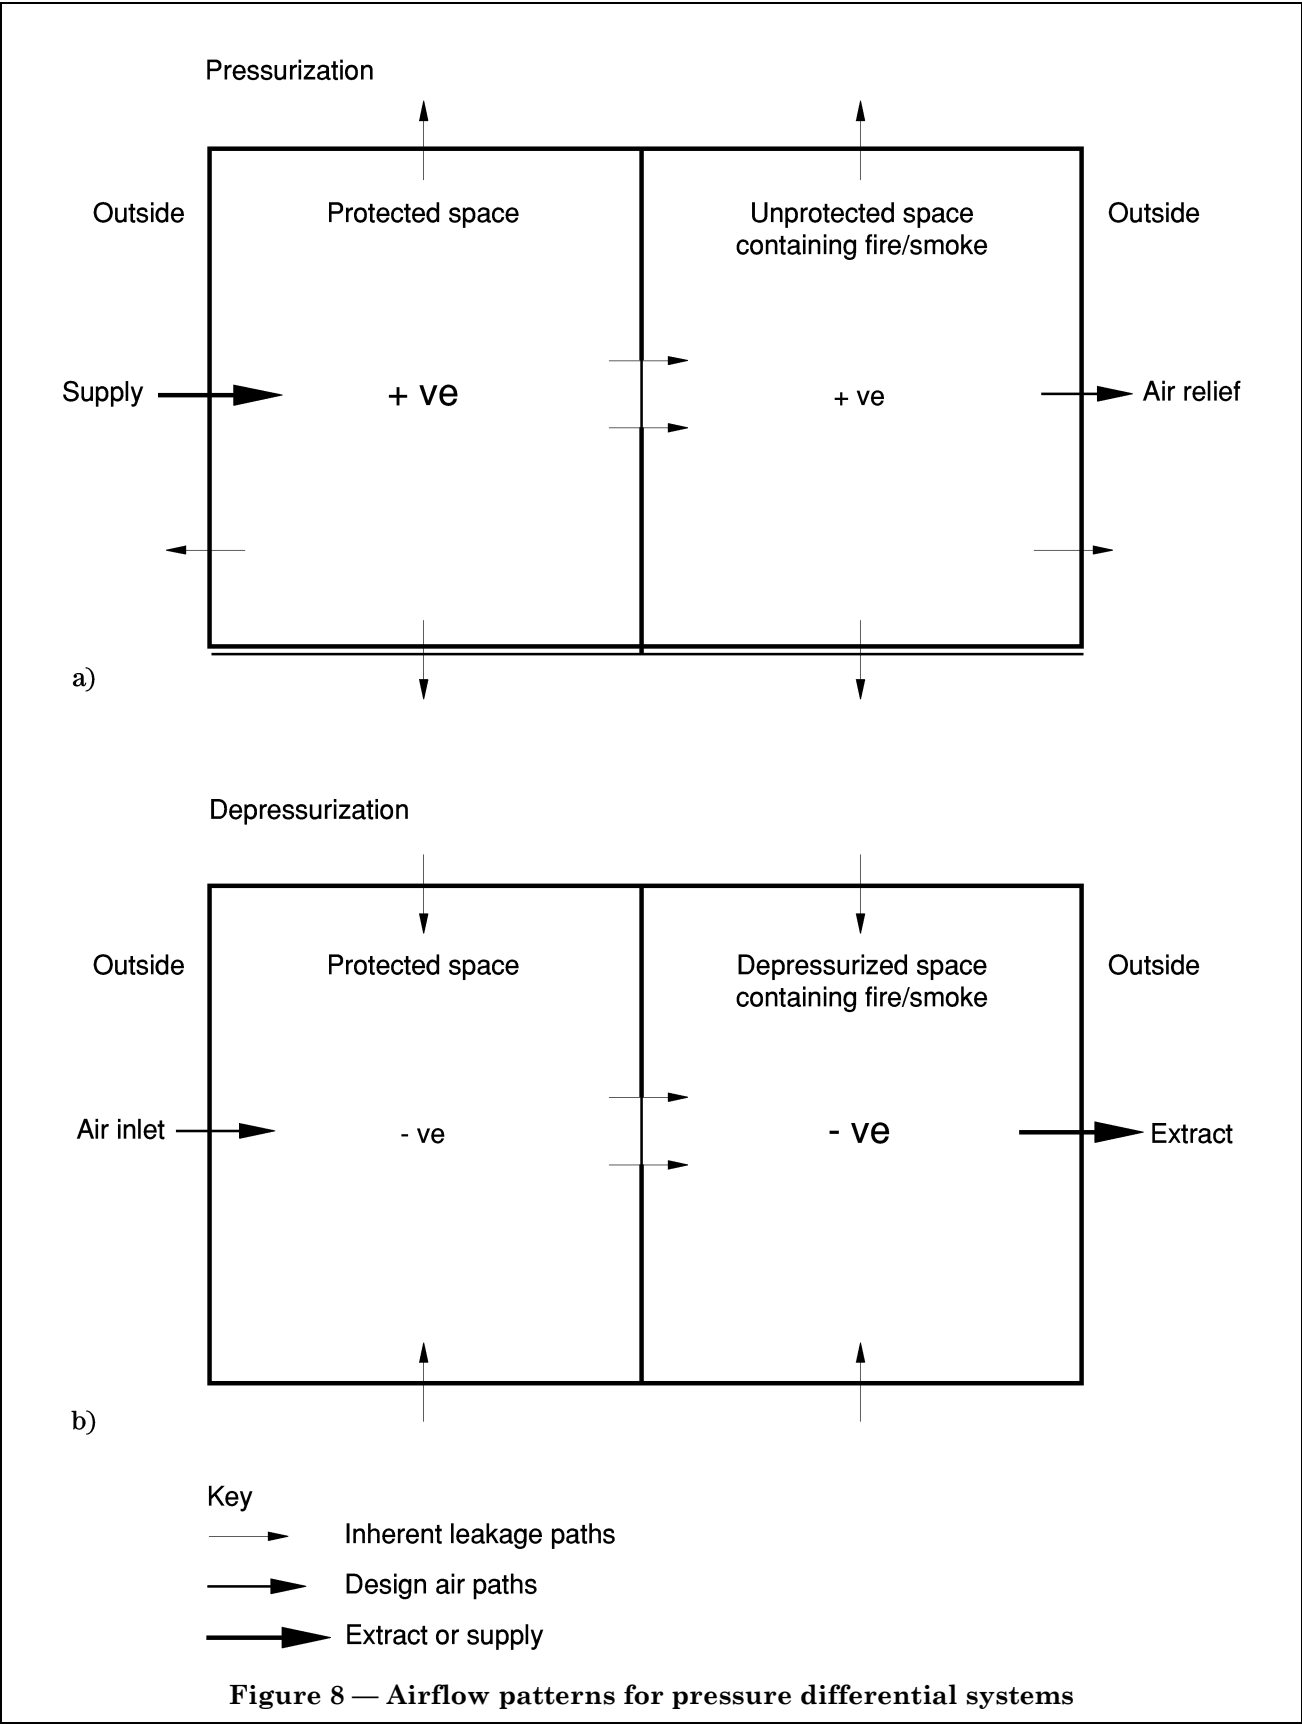 Pressurization
Outside
Protected space
Unprotected space
containing fire/smoke
Outside
Supply
+ ve
+ ve
Air relief
a)
Depressurization
Outside
Protected space
Depressurized space
containing fire/smoke
Outside
Air inlet
- ve
- ve
Extract
b)
Key
Inherent leakage paths
Design air paths
Extract or supply
Figure 8 — Airflow patterns for pressure differential systems